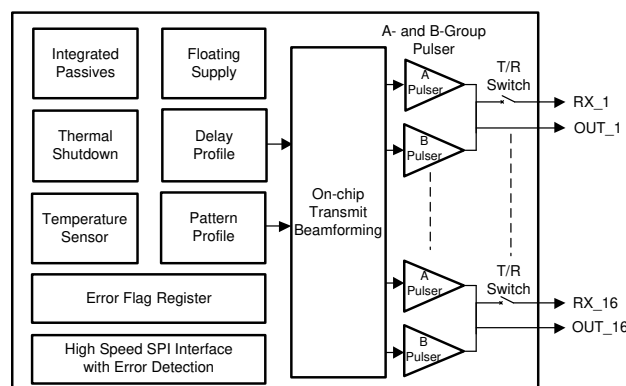 Integrated
Passives
Floating
Supply
Thermal
Shutdown
Delay
Profile
Temperature
Sensor
Pattern
Profile
Error Flag Register
High Speed SPI Interface
with Error Detection
On-chip
Transmit
Beamforming
A- and B-Group
Pulser
A
Pulser
B
Pulser
A
Pulser
B
Pulser
T/R
Switch
RX_1
OUT_1
T/R
Switch
RX_16
OUT_16